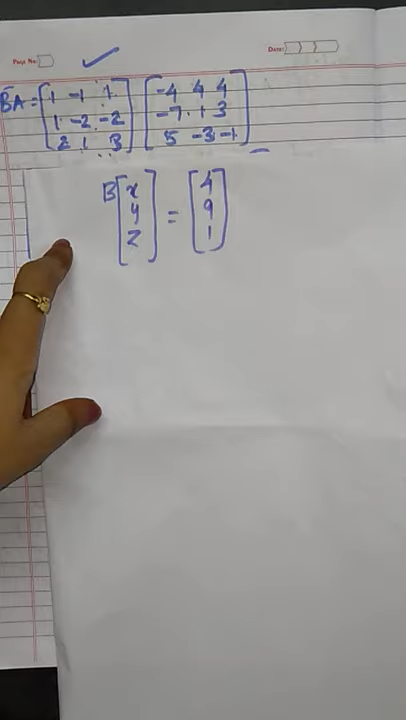 Page No:
Date:
BA = [1 -1 1] [-4 4 4]
[1 -2 -2] [-7 1 3]
[2 1 3] [5 -3 -1]
B [x] = [4]
[y] [9]
[z] [1]